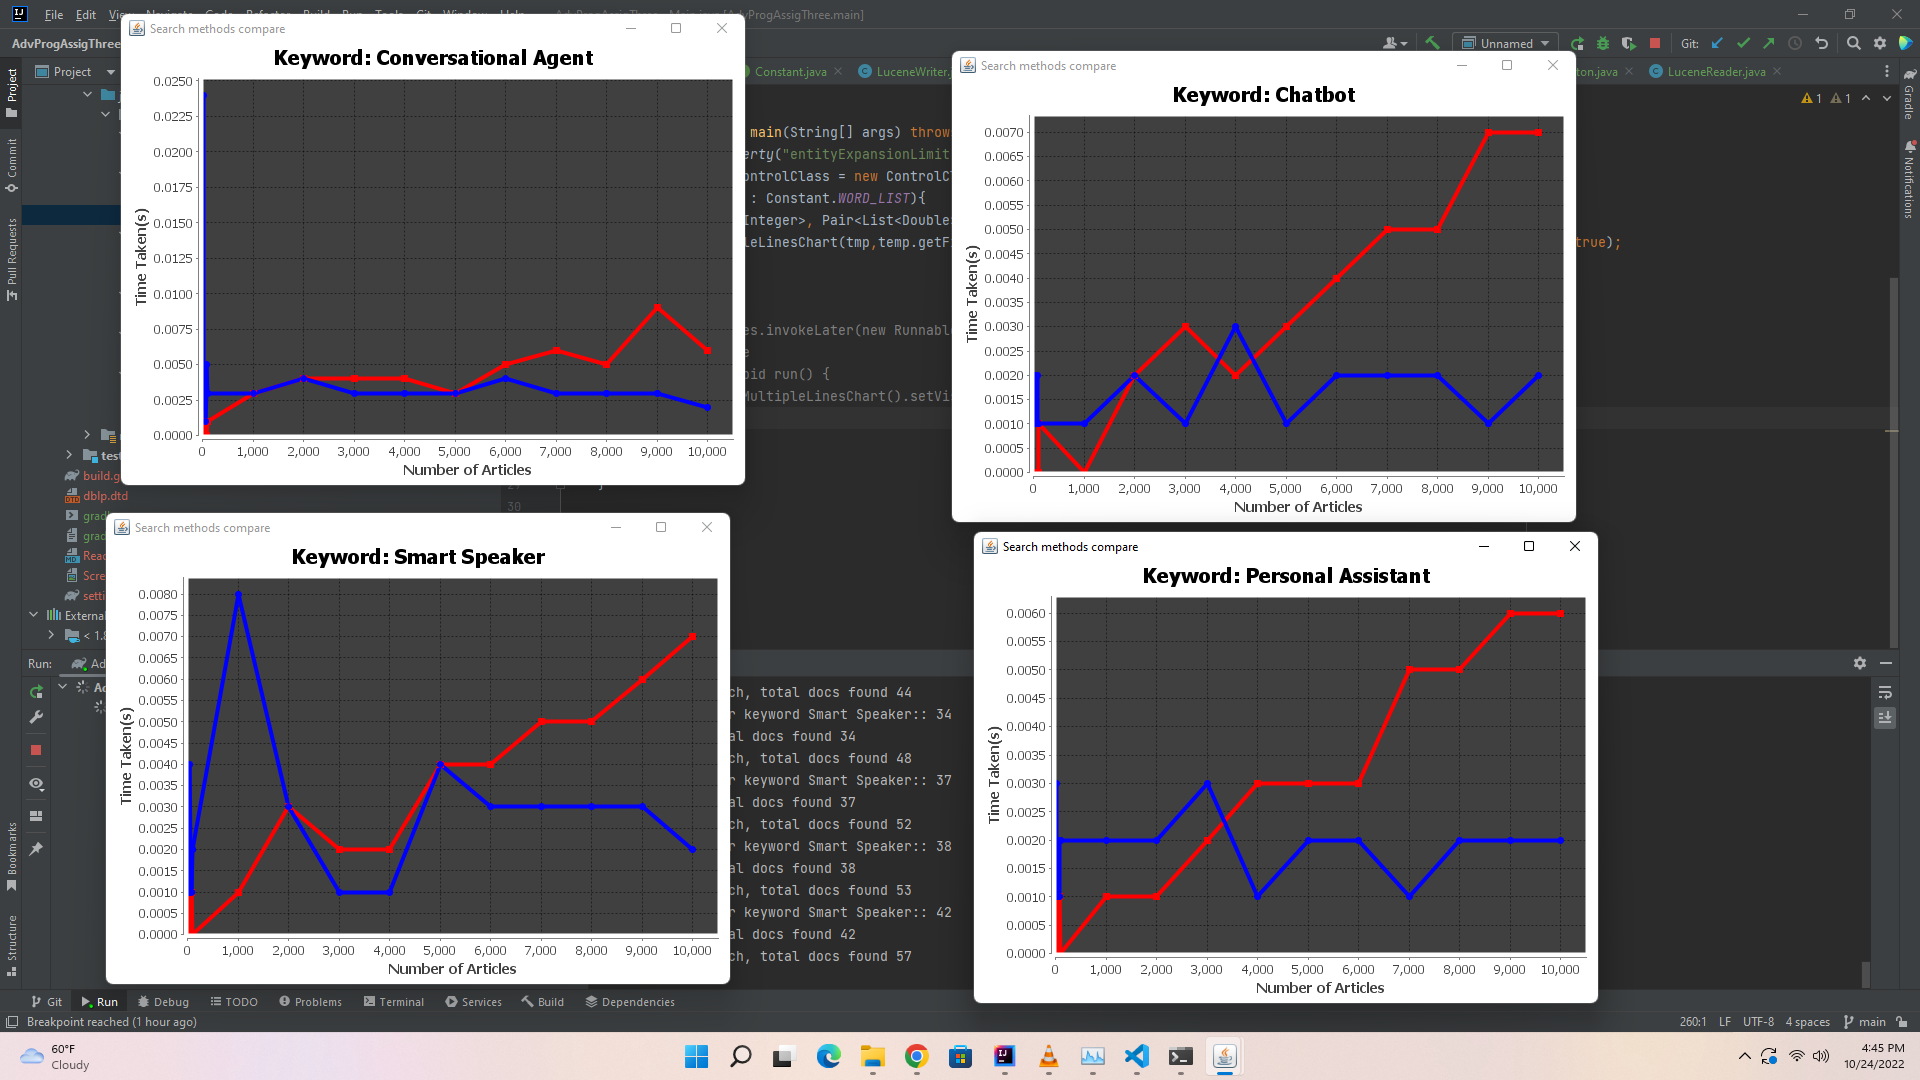 File Edit
AdvProgAssigThree
Unnamed
Git:
Project
Constant.java
LuceneWriter.
ton.java
LuceneReader.java
1 1
Search methods compare
Keyword: Conversational Agent
0.0250
0.0225
0.0200
0.0175
0.0150
0.0125
0.0100
0.0075
0.0050
0.0025
0.0000
Time Taken(s)
0 1,000 2,000 3,000 4,000 5,000 6,000 7,000 8,000 9,000 10,000
Number of Articles
Search methods compare
Keyword: Chatbot
0.0070
0.0065
0.0060
0.0055
0.0050
0.0045
0.0040
0.0035
0.0030
0.0025
0.0020
0.0015
0.0010
0.0005
0.0000
Time Taken(s)
0 1,000 2,000 3,000 4,000 5,000 6,000 7,000 8,000 9,000 10,000
Number of Articles
main(String[] args) throw
erty("entityExpansionLimit
ontrolClass = new ControlCl
: Constant.WORD_LIST){
Integer>, Pair<List<Double>
leLinesChart(tmp,temp.getF
true);
es.invokeLater(new Runnabl
e
oid run() {
MultipleLinesChart().setVi
30
test
build.g
dblp.dtd
grad
grad
Rea
Scre
setti
External
< 1.8
Search methods compare
Keyword: Smart Speaker
0.0080
0.0075
0.0070
0.0065
0.0060
0.0055
0.0050
0.0045
0.0040
0.0035
0.0030
0.0025
0.0020
0.0015
0.0010
0.0005
0.0000
Time Taken(s)
0 1,000 2,000 3,000 4,000 5,000 6,000 7,000 8,000 9,000 10,000
Number of Articles
Search methods compare
Keyword: Personal Assistant
0.0060
0.0055
0.0050
0.0045
0.0040
0.0035
0.0030
0.0025
0.0020
0.0015
0.0010
0.0005
0.0000
Time Taken(s)
0 1,000 2,000 3,000 4,000 5,000 6,000 7,000 8,000 9,000 10,000
Number of Articles
Run: Ad
Ad
ch, total docs found 44
r keyword Smart Speaker:: 34
al docs found 34
ch, total docs found 48
r keyword Smart Speaker:: 37
al docs found 37
ch, total docs found 52
r keyword Smart Speaker:: 38
al docs found 38
ch, total docs found 53
r keyword Smart Speaker:: 42
al docs found 42
ch, total docs found 57
Project
Commit
Pull Requests
Bookmarks
Structure
Gradle
Notifications
Git Run Debug TODO Problems Terminal Services Build Dependencies
Breakpoint reached (1 hour ago)
260:1 LF UTF-8 4 spaces main
60°F
Cloudy
4:45 PM
10/24/2022